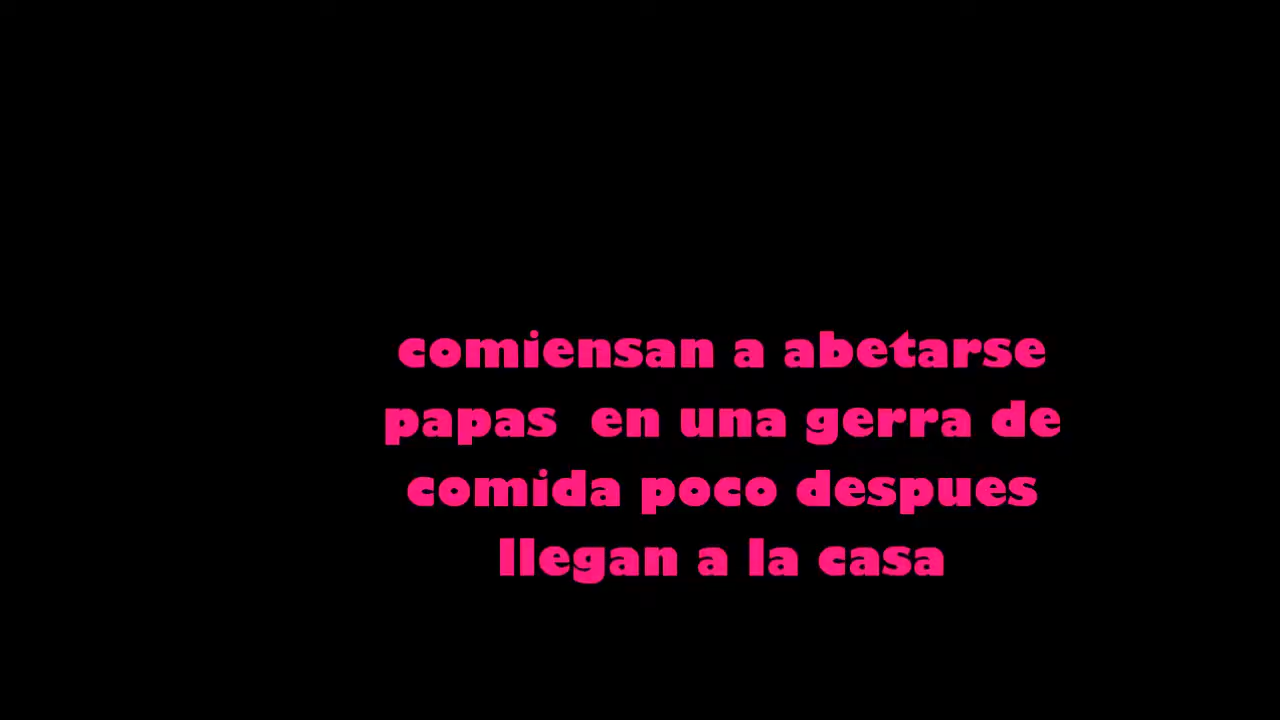 comiensan a abetarse
papas  en una gerra de
comida poco despues
llegan a la casa